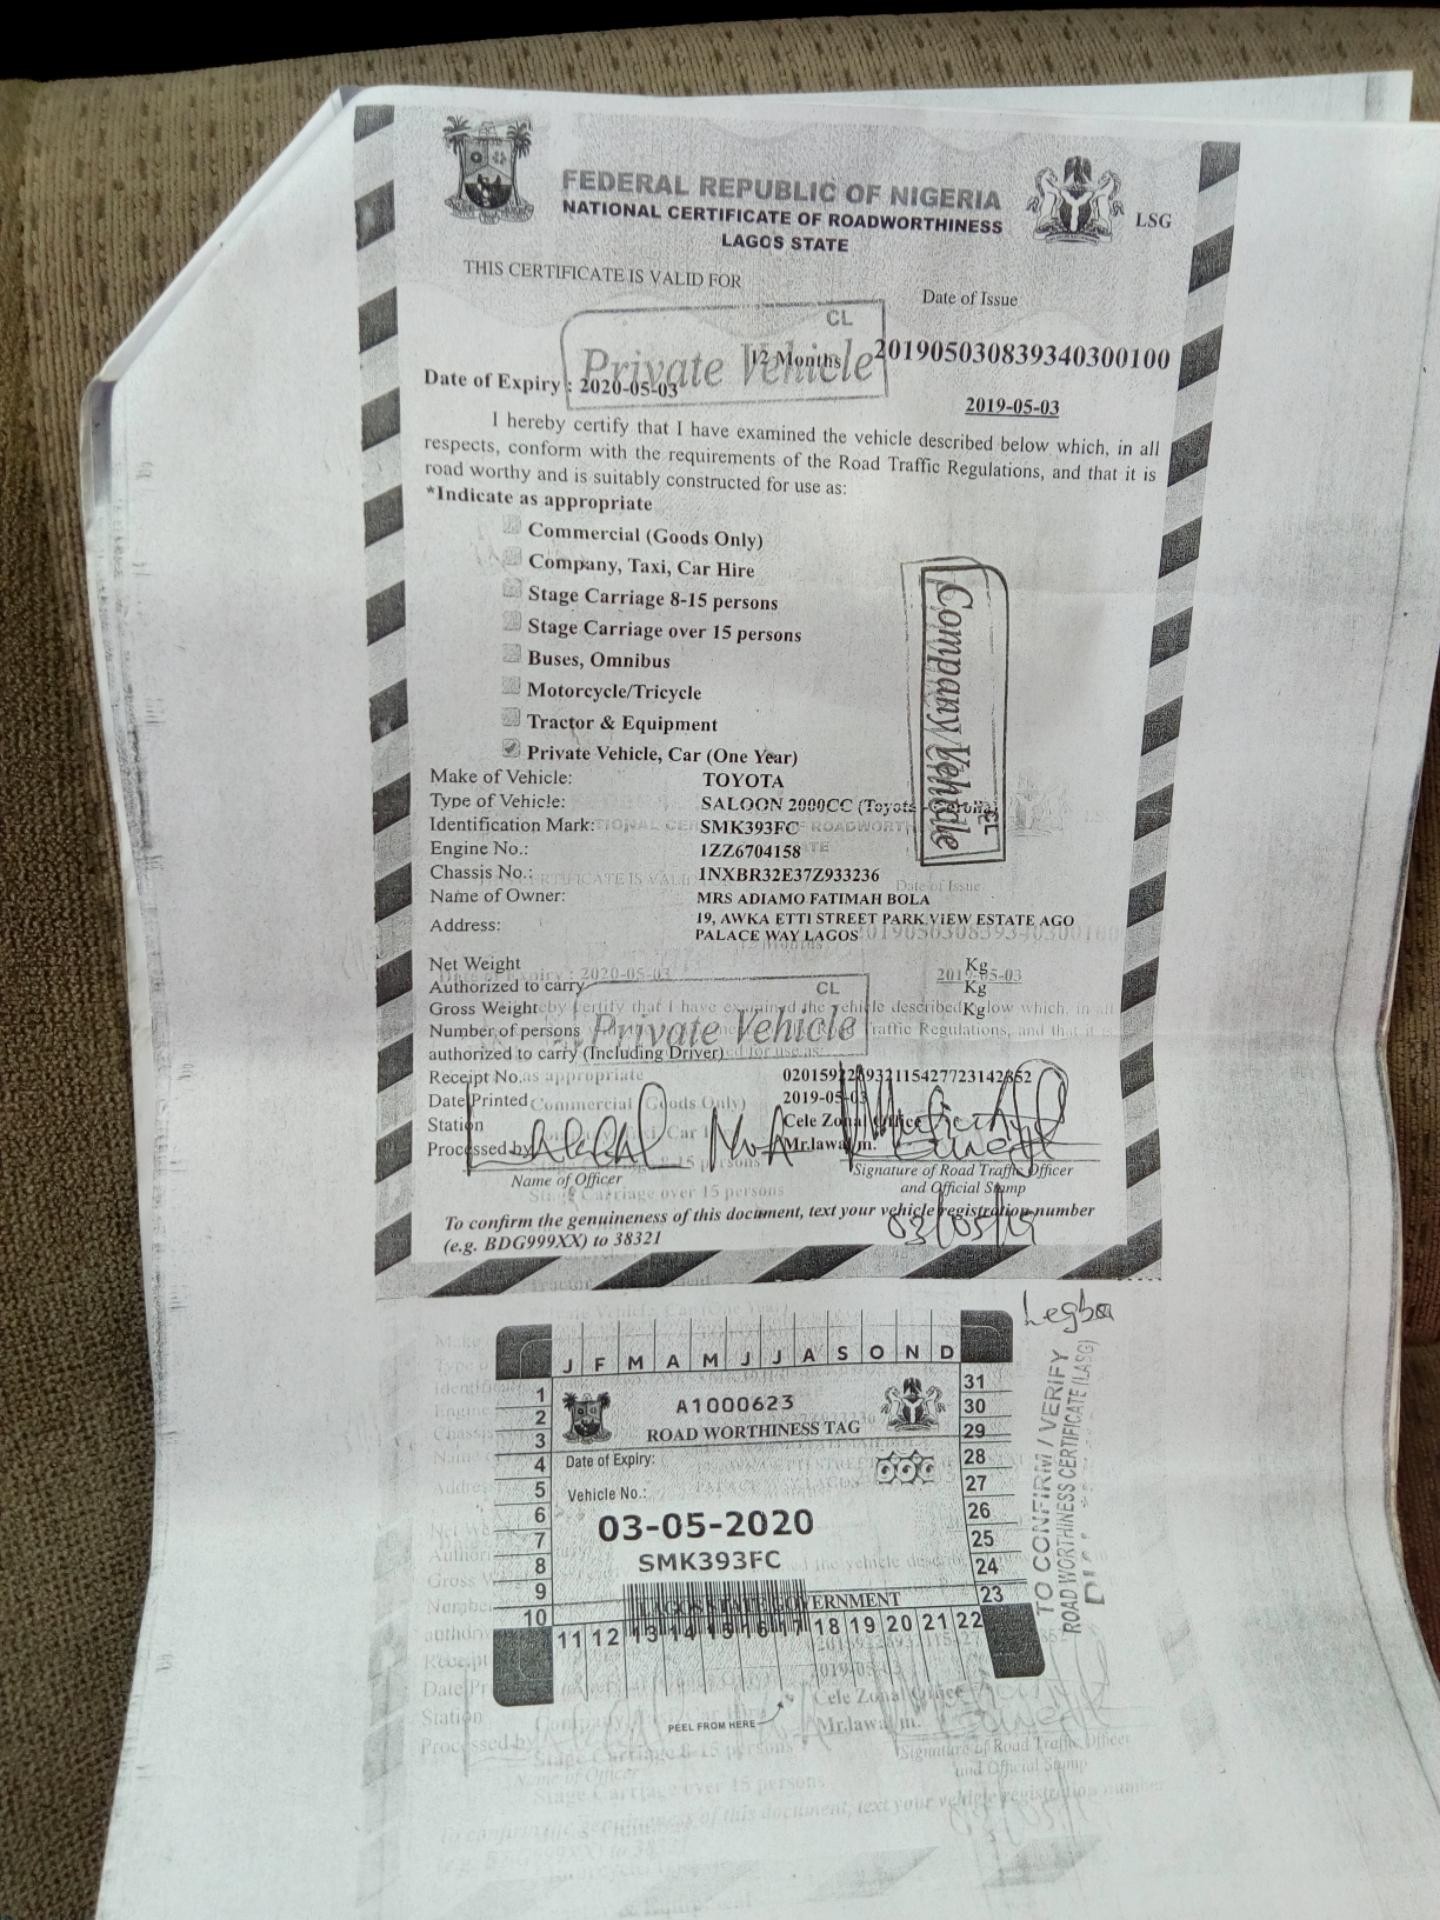 FEDERAL REPUBLIC OF NIGERIA
NATIONAL CERTIFICATE OF ROADWORTHINESS
LAGOS STATE
LSG
THIS CERTIFICATE IS VALID FOR
Date of Issue
CL
Private Vehicle
12 Months
201905030839340300100
Date of Expiry : 2020-05-03
2019-05-03
I hereby certify that I have examined the vehicle described below which, in all
respects, conform with the requirements of the Road Traffic Regulations, and that it is
road worthy and is suitably constructed for use as:
*Indicate as appropriate
Commercial (Goods Only)
Company, Taxi, Car Hire
Stage Carriage 8-15 persons
Stage Carriage over 15 persons
Buses, Omnibus
Motorcycle/Tricycle
Tractor & Equipment
Private Vehicle, Car (One Year)
Company Vehicle
CL
Make of Vehicle: TOYOTA
Type of Vehicle: SALOON 2000CC (Toyota - Corolla)
Identification Mark: SMK393FC
Engine No.: 1ZZ6704158
Chassis No.: 1NXBR32E37Z933236
Name of Owner: MRS ADIAMO FATIMAH BOLA
Address: 19, AWKA ETTI STREET PARK VIEW ESTATE AGO
PALACE WAY LAGOS
Net Weight Kg
Authorized to carry Kg
Gross Weight Kg
CL
Private Vehicle
Number of persons
authorized to carry (Including Driver)
Receipt No.
Date Printed 2019-05-03
Station Cele Zonal Office
Processed by Mr.lawal m.
Name of Officer
Signature of Road Traffic Officer
and Official Stamp
03/05/19
To confirm the genuineness of this document, text your vehicle registration number
(e.g. BDG999XX) to 38321
Legba
J F M A M J J A S O N D
1 2 3 4 5 6 7 8 9 10
31 30 29 28 27 26 25 24 23
A1000623
ROAD WORTHINESS TAG
Date of Expiry:
Vehicle No.:
03-05-2020
SMK393FC
LAGOS STATE GOVERNMENT
11 12 13 14 15 16 17 18 19 20 21 22
TO CONFIRM / VERIFY
ROAD WORTHINESS CERTIFICATE (LASG)
PEEL FROM HERE